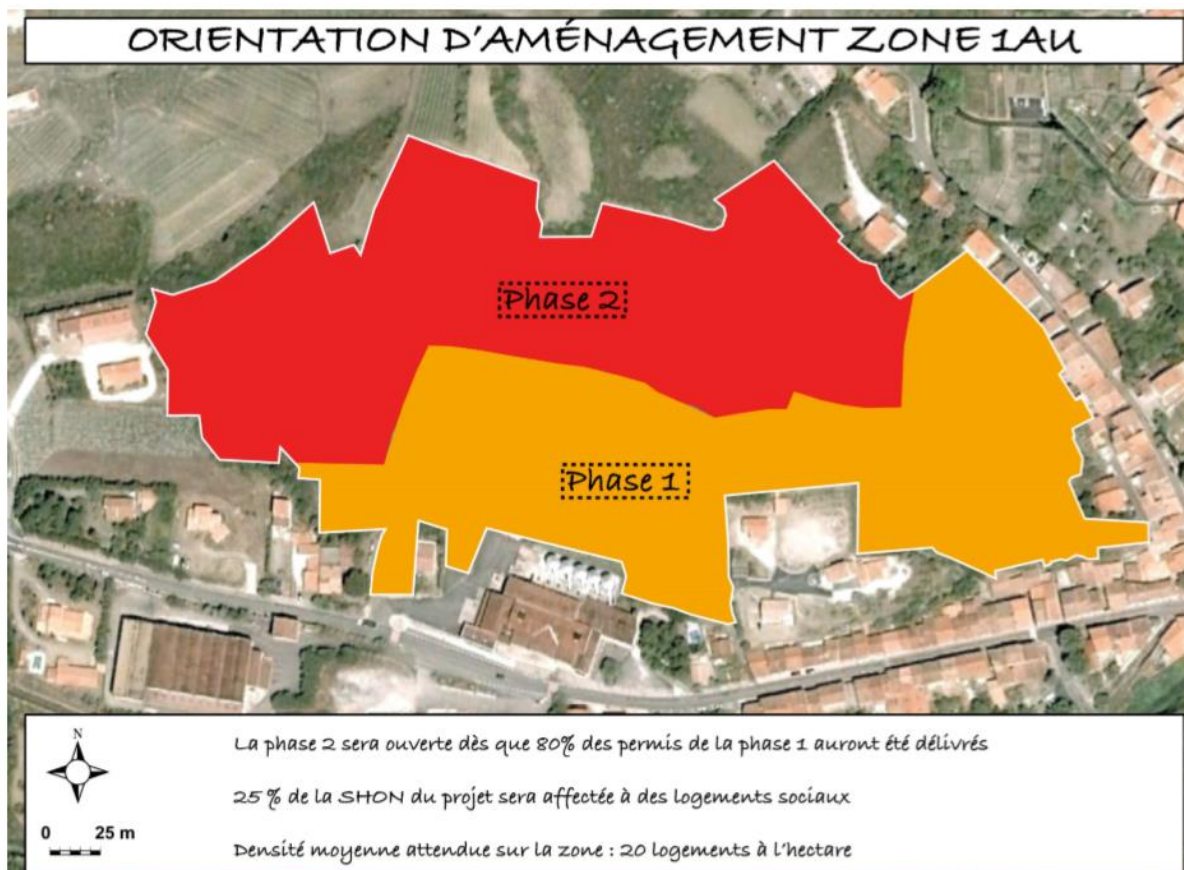 ORIENTATION D'AMÉNAGEMENT ZONE 1AU
Phase 2
Phase 1
N
La phase 2 sera ouverte dès que 80% des permis de la phase 1 auront été délivrés
25 % de la SHON du projet sera affectée à des logements sociaux
0 25 m
Densité moyenne attendue sur la zone : 20 logements à l'hectare